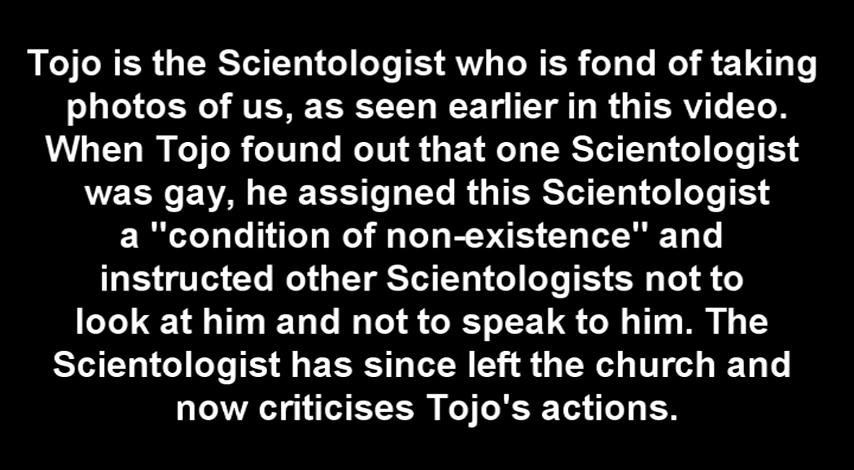 Tojo is the Scientologist who is fond of taking
photos of us, as seen earlier in this video.
When Tojo found out that one Scientologist
was gay, he assigned this Scientologist
a "condition of non-existence" and
instructed other Scientologists not to
look at him and not to speak to him. The
Scientologist has since left the church and
now criticises Tojo's actions.